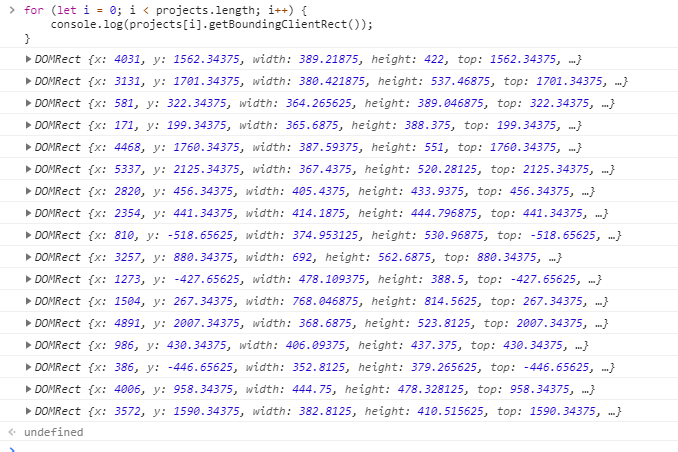 > for (let i = 0; i < projects.length; i++) {
console.log(projects[i].getBoundingClientRect());
}
▶DOMRect {x: 4031, y: 1562.34375, width: 389.21875, height: 422, top: 1562.34375, …}
▶DOMRect {x: 3131, y: 1701.34375, width: 380.421875, height: 537.46875, top: 1701.34375, …}
▶DOMRect {x: 581, y: 322.34375, width: 364.265625, height: 389.046875, top: 322.34375, …}
▶DOMRect {x: 171, y: 199.34375, width: 365.6875, height: 388.375, top: 199.34375, …}
▶DOMRect {x: 4468, y: 1760.34375, width: 387.59375, height: 551, top: 1760.34375, …}
▶DOMRect {x: 5337, y: 2125.34375, width: 367.4375, height: 520.28125, top: 2125.34375, …}
▶DOMRect {x: 2820, y: 456.34375, width: 405.4375, height: 433.9375, top: 456.34375, …}
▶DOMRect {x: 2354, y: 441.34375, width: 414.1875, height: 444.796875, top: 441.34375, …}
▶DOMRect {x: 810, y: -518.65625, width: 374.953125, height: 530.96875, top: -518.65625, …}
▶DOMRect {x: 3257, y: 880.34375, width: 692, height: 562.6875, top: 880.34375, …}
▶DOMRect {x: 1273, y: -427.65625, width: 478.109375, height: 388.5, top: -427.65625, …}
▶DOMRect {x: 1504, y: 267.34375, width: 768.046875, height: 814.5625, top: 267.34375, …}
▶DOMRect {x: 4891, y: 2007.34375, width: 368.6875, height: 523.8125, top: 2007.34375, …}
▶DOMRect {x: 986, y: 430.34375, width: 406.09375, height: 437.375, top: 430.34375, …}
▶DOMRect {x: 386, y: -446.65625, width: 352.8125, height: 379.265625, top: -446.65625, …}
▶DOMRect {x: 4006, y: 958.34375, width: 444.75, height: 478.328125, top: 958.34375, …}
▶DOMRect {x: 3572, y: 1590.34375, width: 382.8125, height: 410.515625, top: 1590.34375, …}
undefined